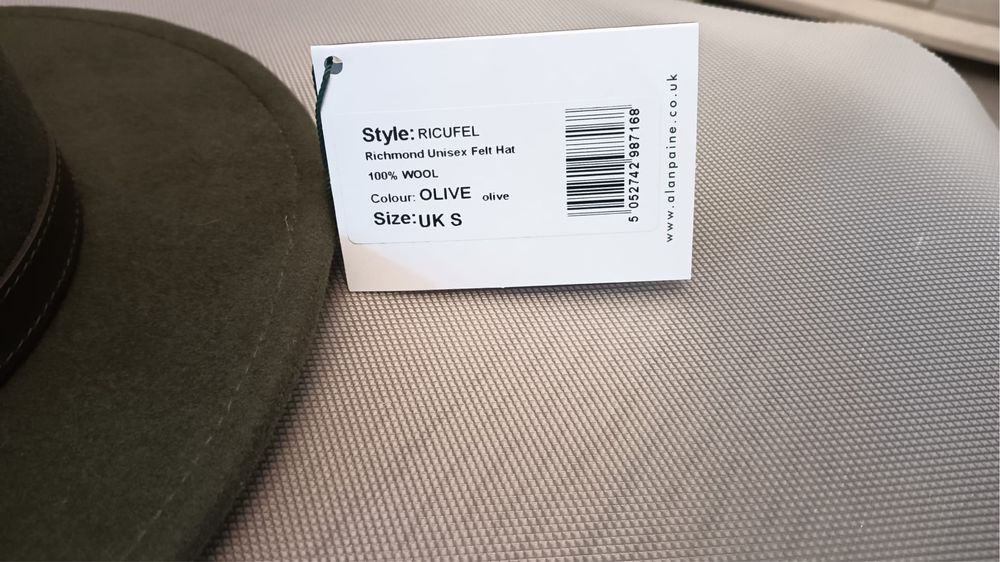 Style: RICUFEL
Richmond Unisex Felt Hat
100% WOOL
Colour: OLIVE olive
Size: UK S
5 052742 987168
www.alanpaine.co.uk